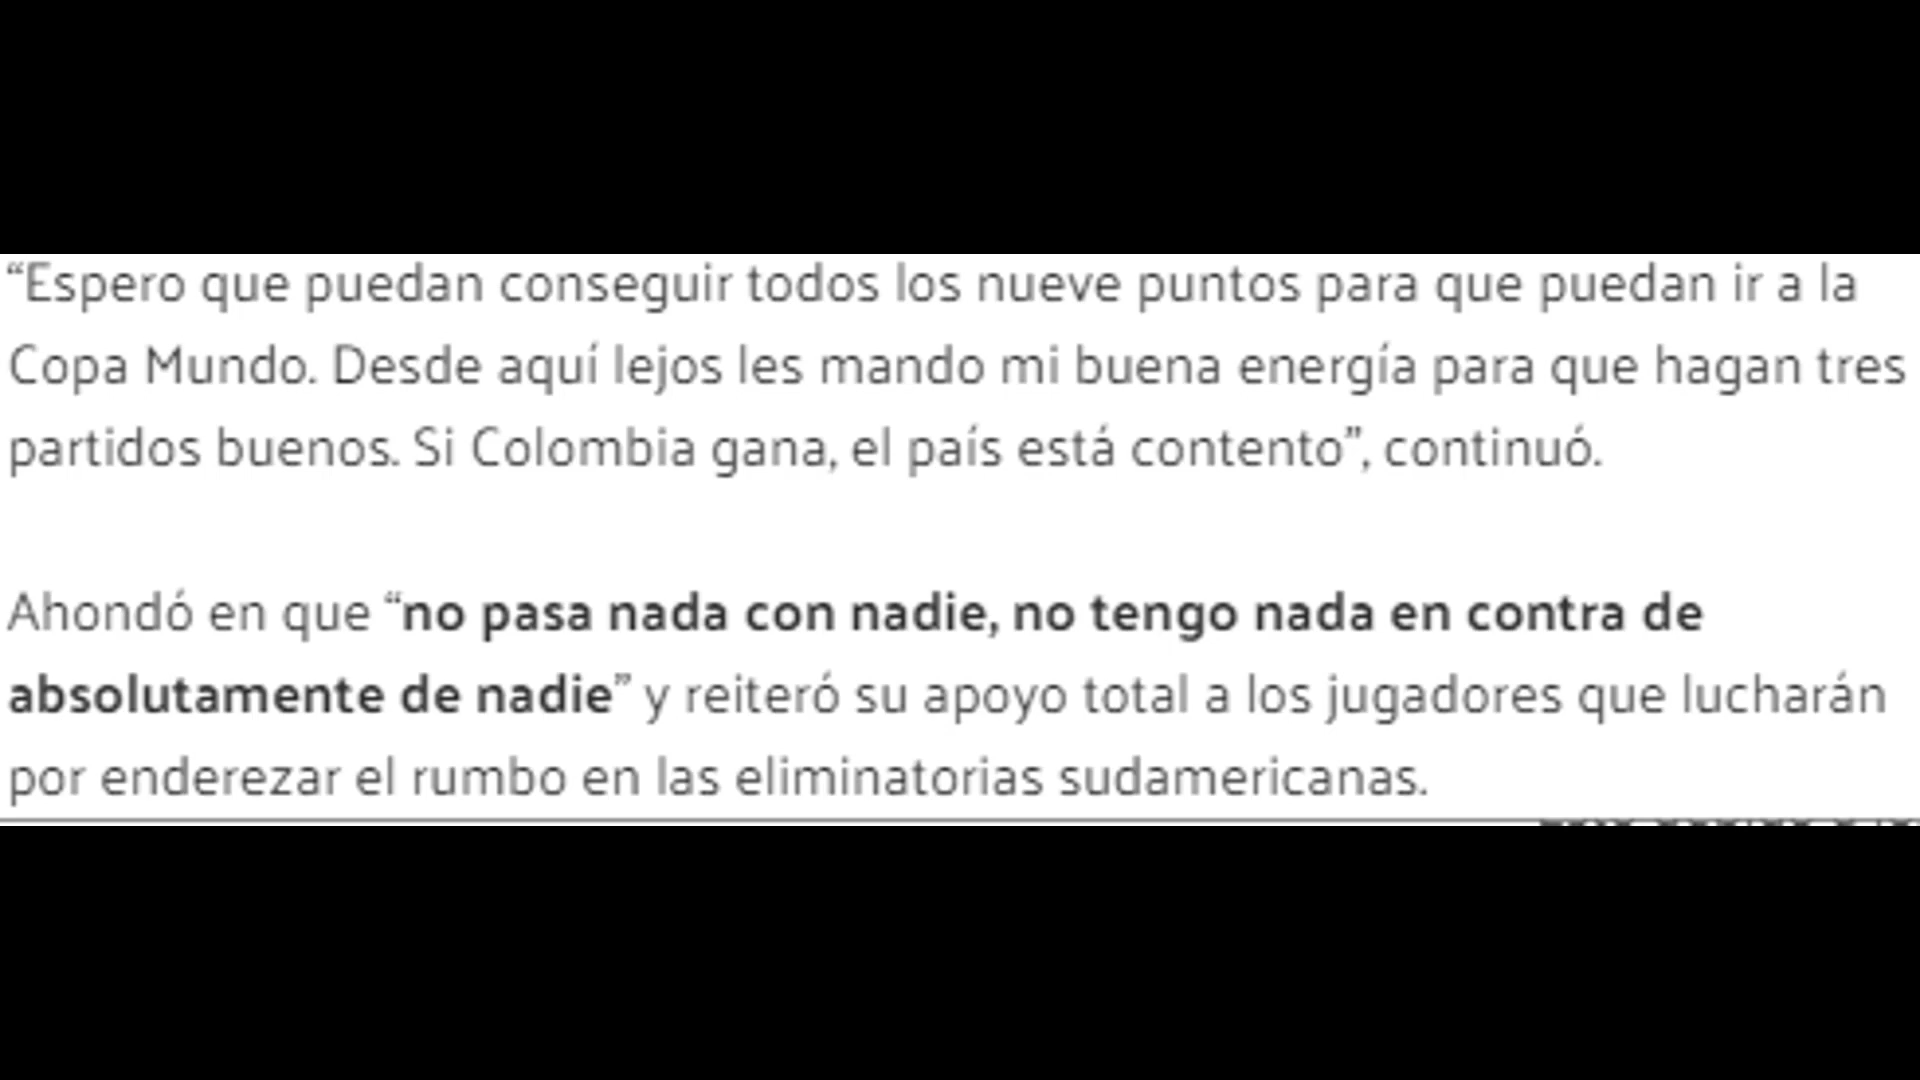 “Espero que puedan conseguir todos los nueve puntos para que puedan ir a la
Copa Mundo. Desde aquí lejos les mando mi buena energía para que hagan tres
partidos buenos. Si Colombia gana, el país está contento”, continuó.
Ahondó en que “no pasa nada con nadie, no tengo nada en contra de
absolutamente de nadie” y reiteró su apoyo total a los jugadores que lucharán
por enderezar el rumbo en las eliminatorias sudamericanas.